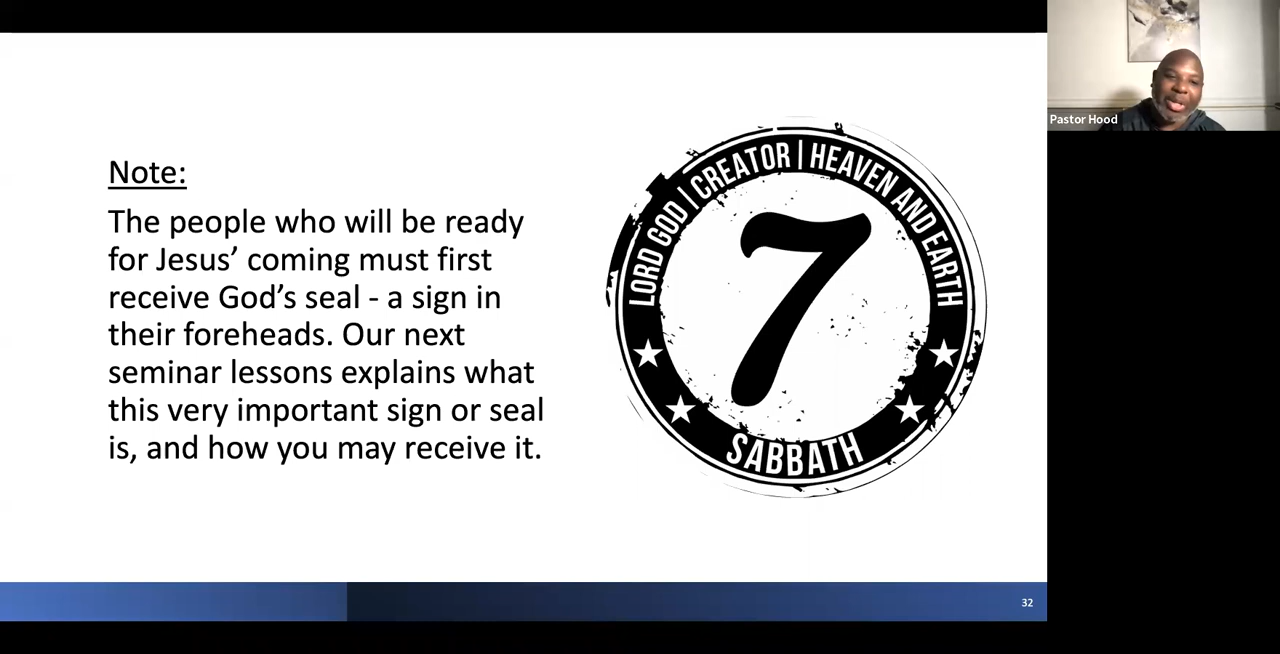 Pastor Hood
Note:
The people who will be ready
for Jesus’ coming must first
receive God’s seal - a sign in
their foreheads. Our next
seminar lessons explains what
this very important sign or seal
is, and how you may receive it.
LORD GOD | CREATOR | HEAVEN AND EARTH
7
SABBATH
32